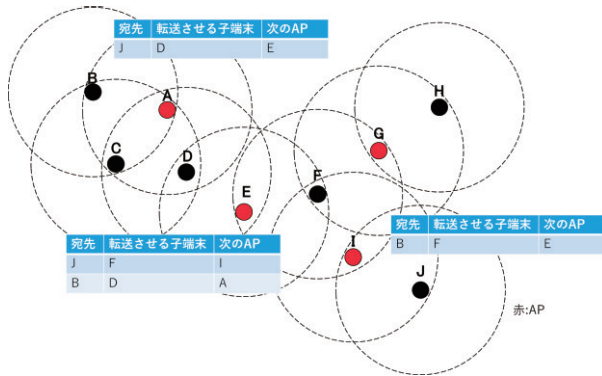 宛先 転送させる子端末 次のAP
J D E
B
A
H
C
D
G
E
F
宛先 転送させる子端末 次のAP
B F E
宛先 転送させる子端末 次のAP
J F I
B D A
I
J
赤:AP